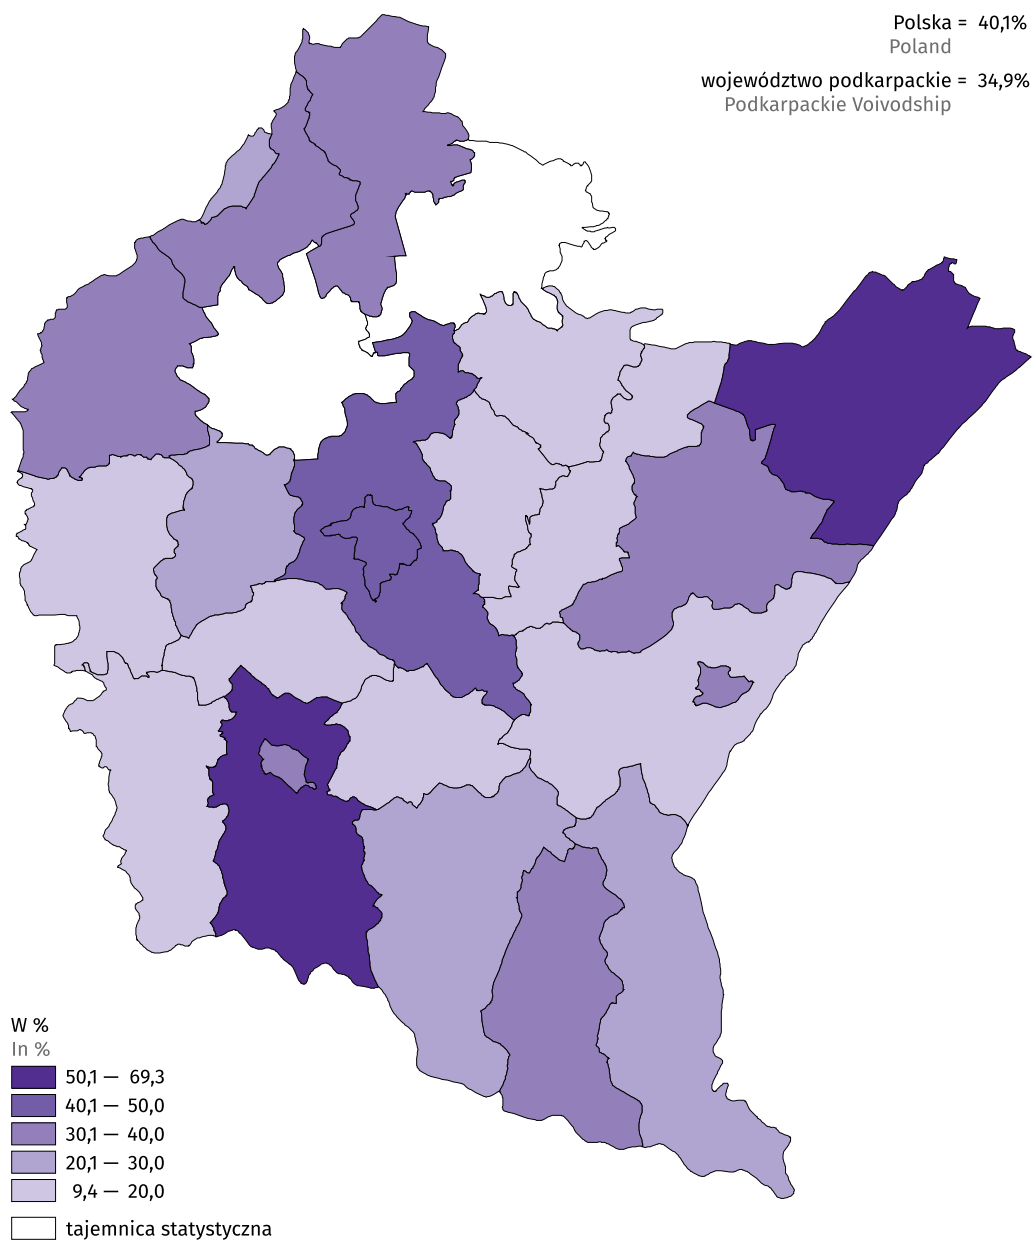 Polska = 40,1%
Poland
województwo podkarpackie = 34,9%
Podkarpackie Voivodship
W %
In %
50,1 — 69,3
40,1 — 50,0
30,1 — 40,0
20,1 — 30,0
9,4 — 20,0
tajemnica statystyczna